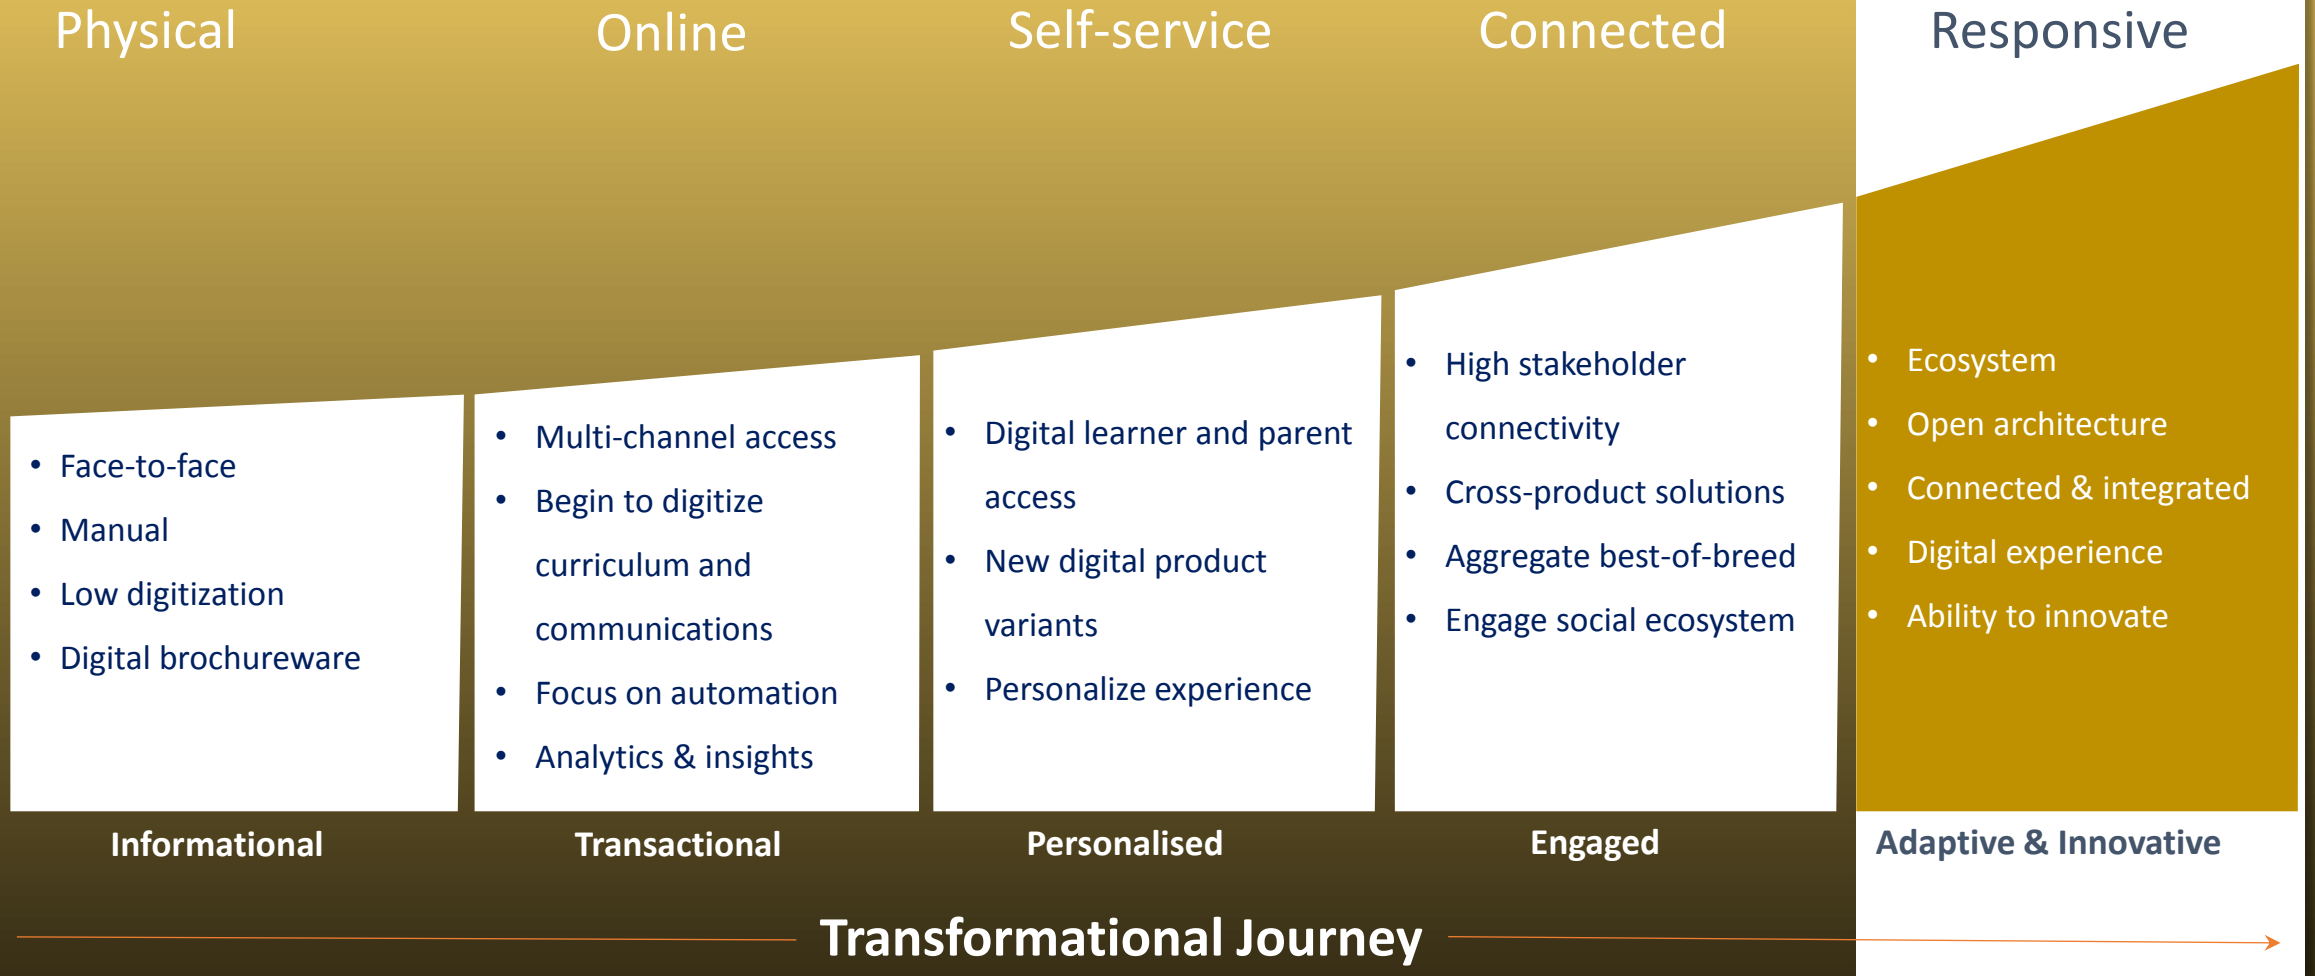 Physical
Online
Self-service
Connected
Responsive
• Face-to-face
• Manual
• Low digitization
• Digital brochureware
• Multi-channel access
• Begin to digitize
curriculum and
communications
• Focus on automation
• Analytics & insights
• Digital learner and parent
access
• New digital product
variants
• Personalize experience
• High stakeholder
connectivity
• Cross-product solutions
• Aggregate best-of-breed
• Engage social ecosystem
• Ecosystem
• Open architecture
• Connected & integrated
• Digital experience
• Ability to innovate
Informational
Transactional
Personalised
Engaged
Adaptive & Innovative
Transformational Journey